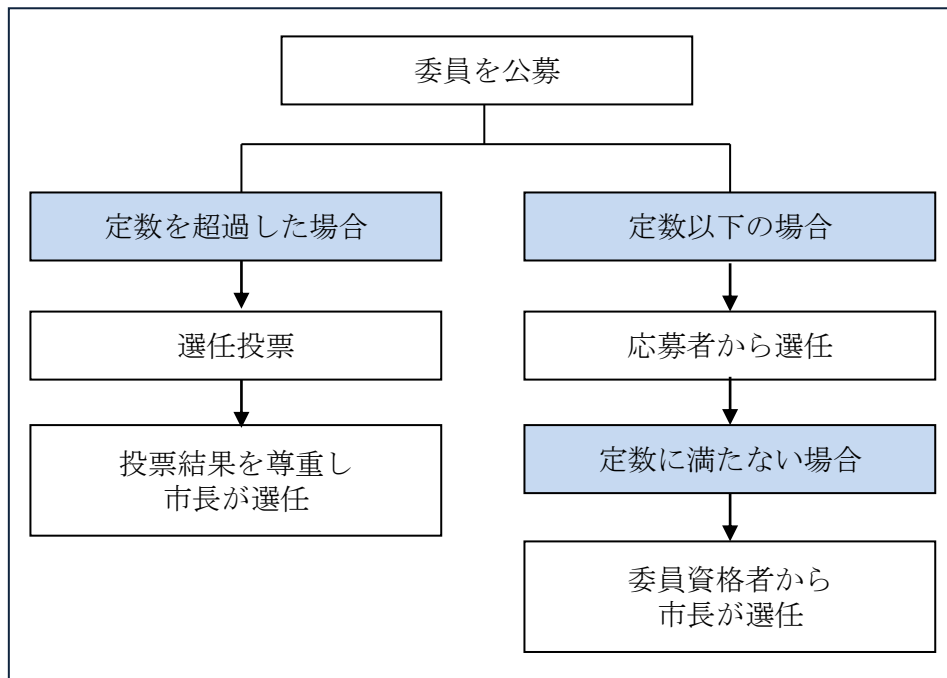 委員を公募
定数を超過した場合
選任投票
投票結果を尊重し
市長が選任
定数以下の場合
応募者から選任
定数に満たない場合
委員資格者から
市長が選任